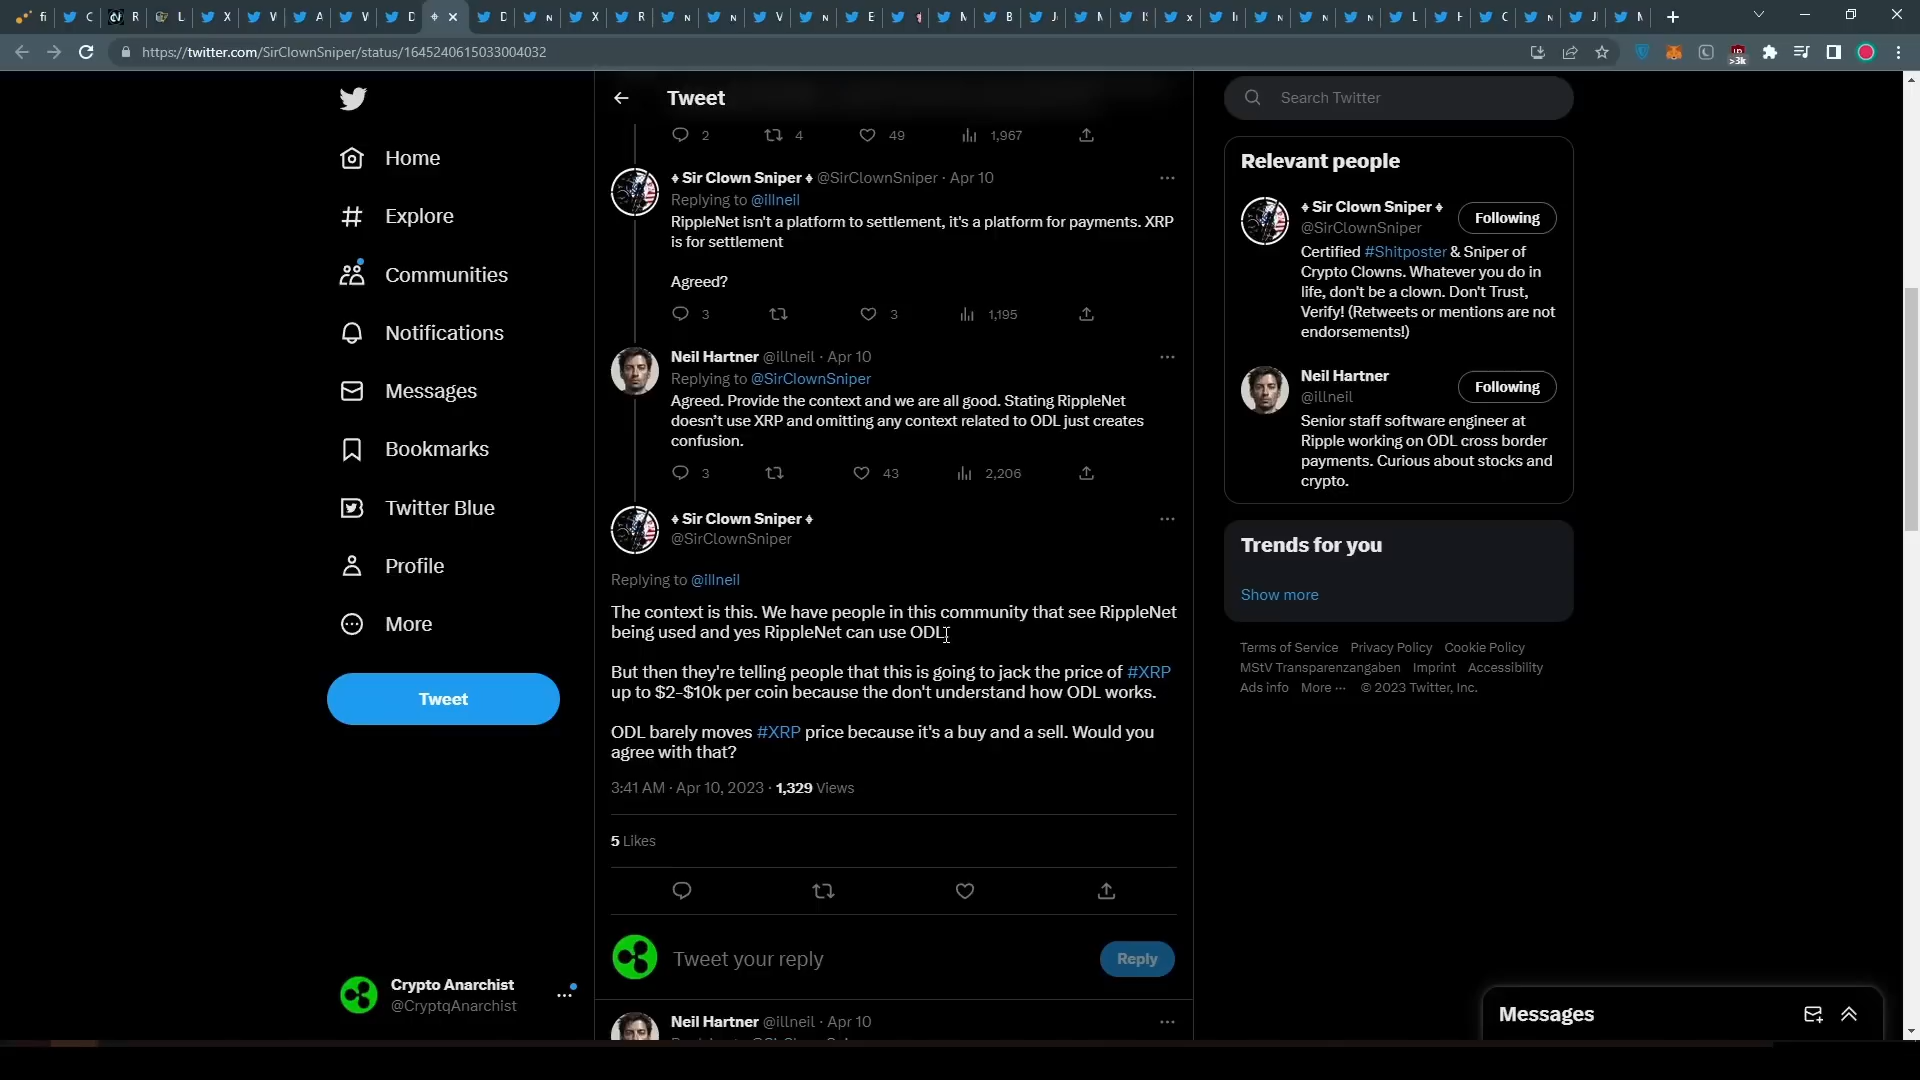 fi
C
R
L
X
V
A
V
D
D
n
X
R
n
n
V
n
E
M
B
J
M
IS
x
I
n
n
n
L
F
C
n
J
M
https://twitter.com/SirClownSniper/status/1645240615033004032
>3k
Home
Explore
Communities
Notifications
Messages
Bookmarks
Twitter Blue
Profile
More
Tweet
Crypto Anarchist
@CryptqAnarchist
Tweet
2
4
49
1,967
Sir Clown Sniper @SirClownSniper · Apr 10
Replying to @illneil
RippleNet isn't a platform to settlement, it's a platform for payments. XRP
is for settlement
Agreed?
3
3
1,195
Neil Hartner @illneil · Apr 10
Replying to @SirClownSniper
Agreed. Provide the context and we are all good. Stating RippleNet
doesn't use XRP and omitting any context related to ODL just creates
confusion.
3
43
2,206
Sir Clown Sniper
@SirClownSniper
Replying to @illneil
The context is this. We have people in this community that see RippleNet
being used and yes RippleNet can use ODL
But then they're telling people that this is going to jack the price of #XRP
up to $2-$10k per coin because the don't understand how ODL works.
ODL barely moves #XRP price because it's a buy and a sell. Would you
agree with that?
3:41 AM · Apr 10, 2023 · 1,329 Views
5 Likes
Tweet your reply
Reply
Neil Hartner @illneil · Apr 10
Search Twitter
Relevant people
Sir Clown Sniper
@SirClownSniper
Following
Certified #Shitposter & Sniper of
Crypto Clowns. Whatever you do in
life, don't be a clown. Don't Trust,
Verify! (Retweets or mentions are not
endorsements!)
Neil Hartner
@illneil
Following
Senior staff software engineer at
Ripple working on ODL cross border
payments. Curious about stocks and
crypto.
Trends for you
Show more
Terms of Service Privacy Policy Cookie Policy
MStV Transparenzangaben Imprint Accessibility
Ads info More ··· © 2023 Twitter, Inc.
Messages